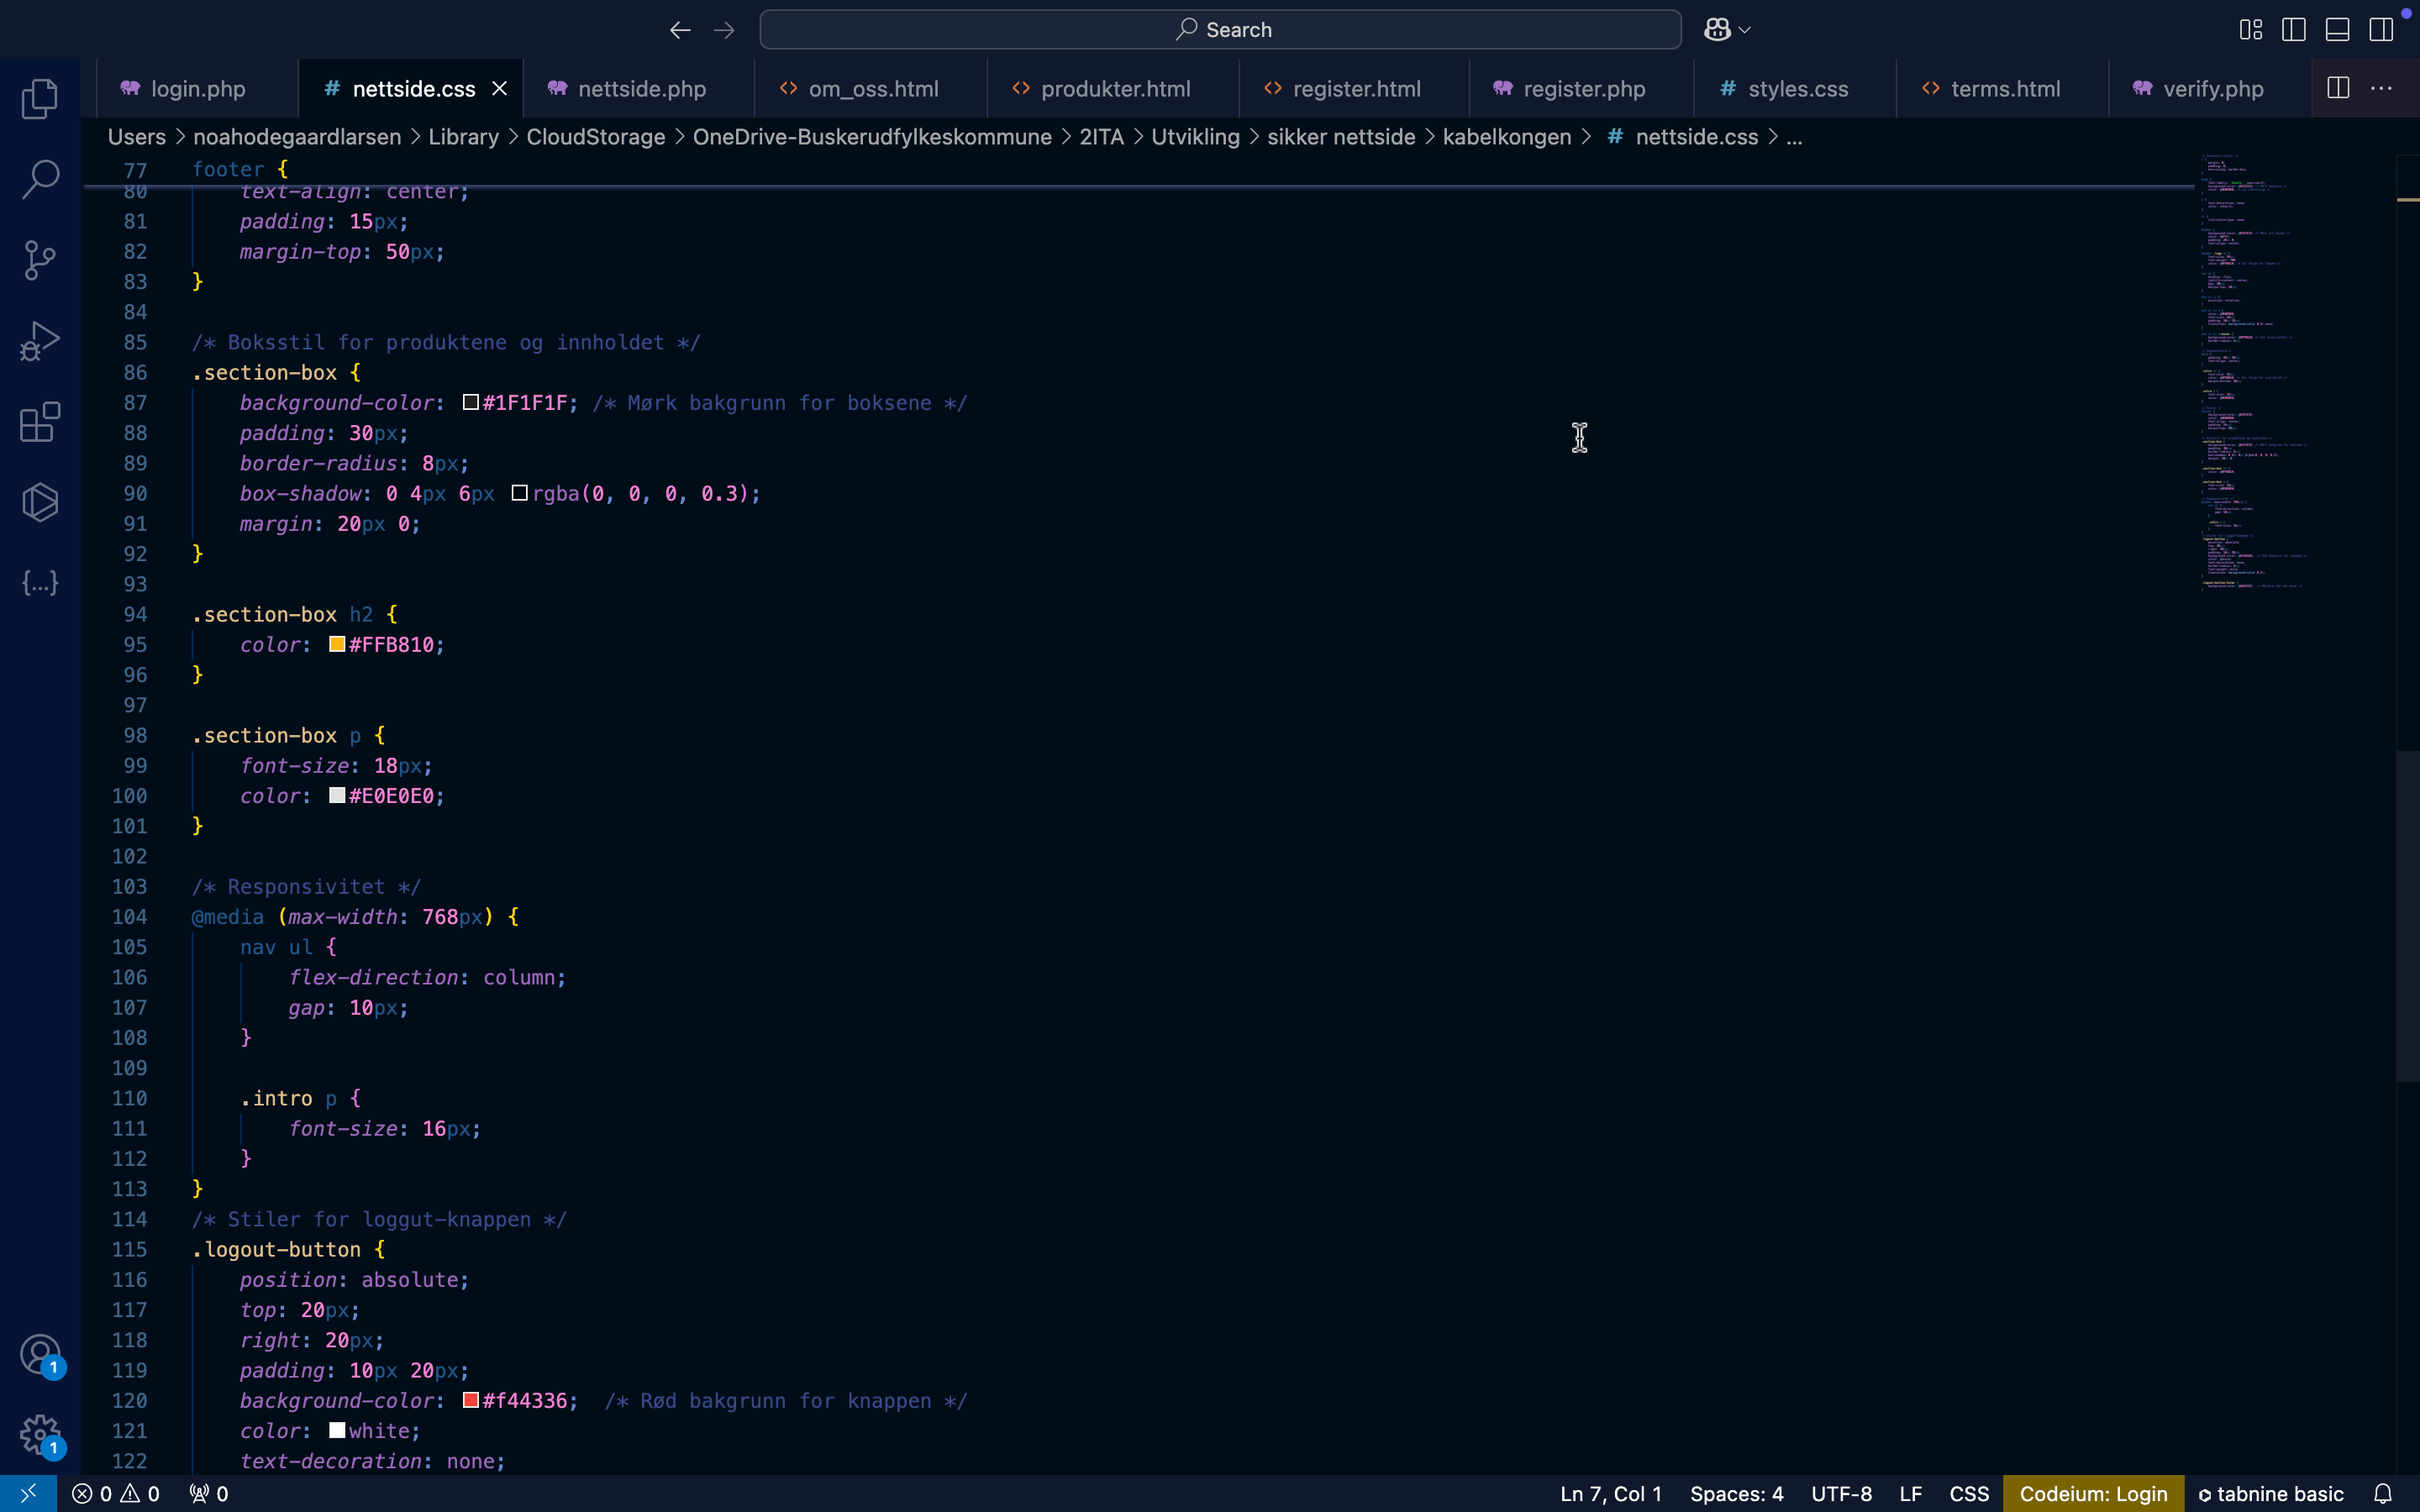 Search
login.php
# nettside.css
nettside.php
<> om_oss.html
<> produkter.html
<> register.html
register.php
# styles.css
<> terms.html
verify.php
Users > noahodegaardlarsen > Library > CloudStorage > OneDrive-Buskerudfylkeskommune > 2ITA > Utvikling > sikker nettside > kabelkongen > # nettside.css > ...
77 footer {
80 text-align: center;
81 padding: 15px;
82 margin-top: 50px;
83 }
84
85 /* Boksstil for produktene og innholdet */
86 .section-box {
87 background-color: #1F1F1F; /* Mørk bakgrunn for boksene */
88 padding: 30px;
89 border-radius: 8px;
90 box-shadow: 0 4px 6px rgba(0, 0, 0, 0.3);
91 margin: 20px 0;
92 }
93
94 .section-box h2 {
95 color: #FFB810;
96 }
97
98 .section-box p {
99 font-size: 18px;
100 color: #E0E0E0;
101 }
102
103 /* Responsivitet */
104 @media (max-width: 768px) {
105 nav ul {
106 flex-direction: column;
107 gap: 10px;
108 }
109
110 .intro p {
111 font-size: 16px;
112 }
113 }
114 /* Stiler for loggut-knappen */
115 .logout-button {
116 position: absolute;
117 top: 20px;
118 right: 20px;
119 padding: 10px 20px;
120 background-color: #f44336; /* Rød bakgrunn for knappen */
121 color: white;
122 text-decoration: none;
1
1
0 0 0
Ln 7, Col 1
Spaces: 4
UTF-8
LF
CSS
Codeium: Login
tabnine basic